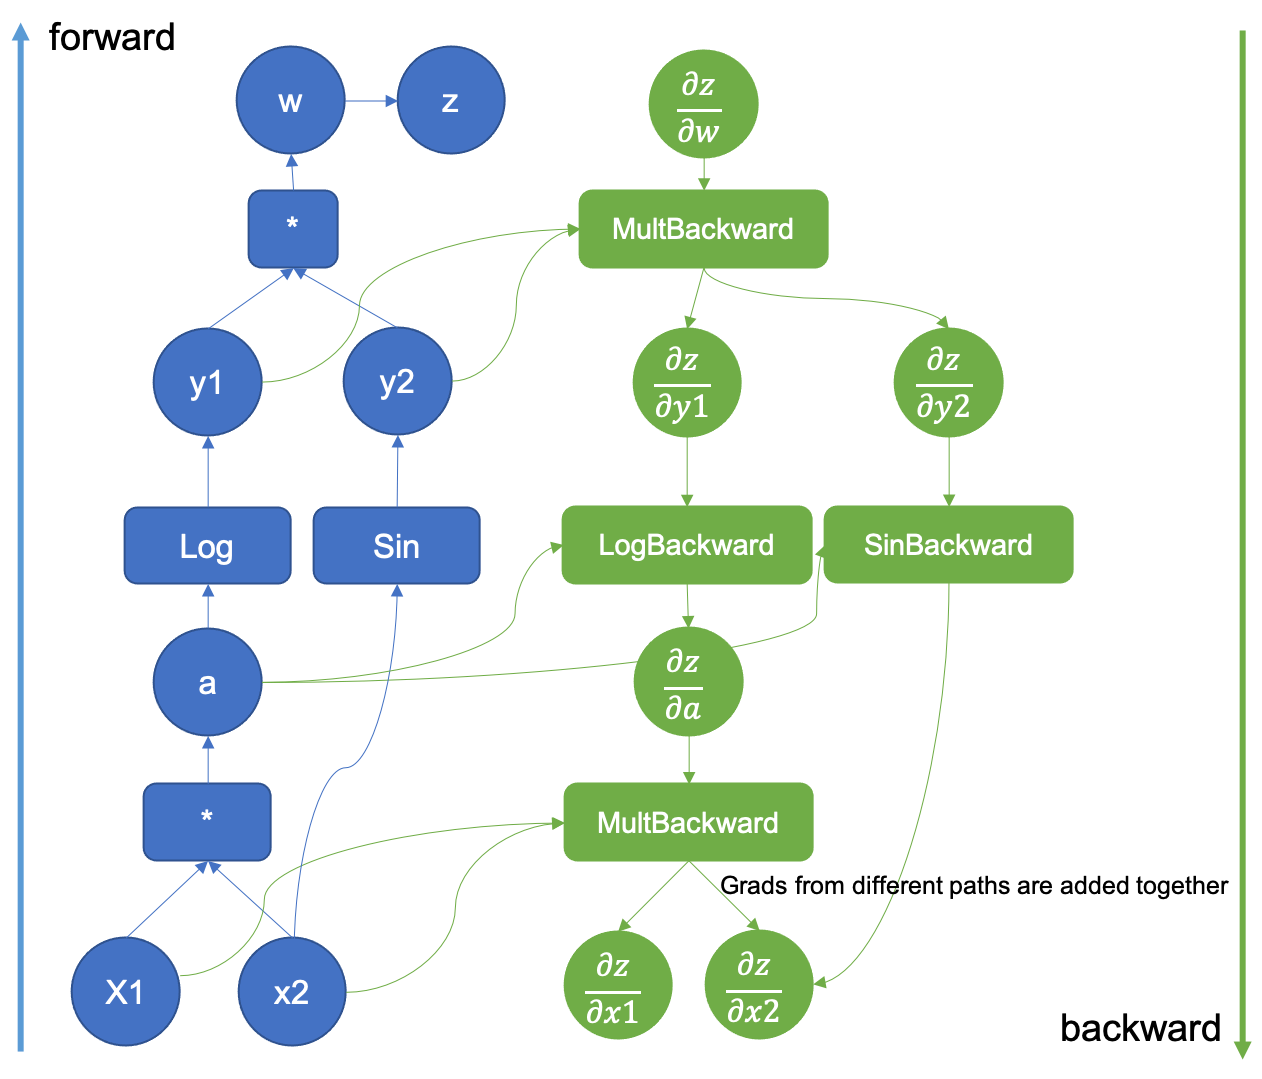 forward
w
z
∂z
∂w
*
MultBackward
y1
y2
∂z
∂y1
∂z
∂y2
Log
Sin
LogBackward
SinBackward
a
∂z
∂a
*
MultBackward
Grads from different paths are added together
X1
x2
∂z
∂x1
∂z
∂x2
backward